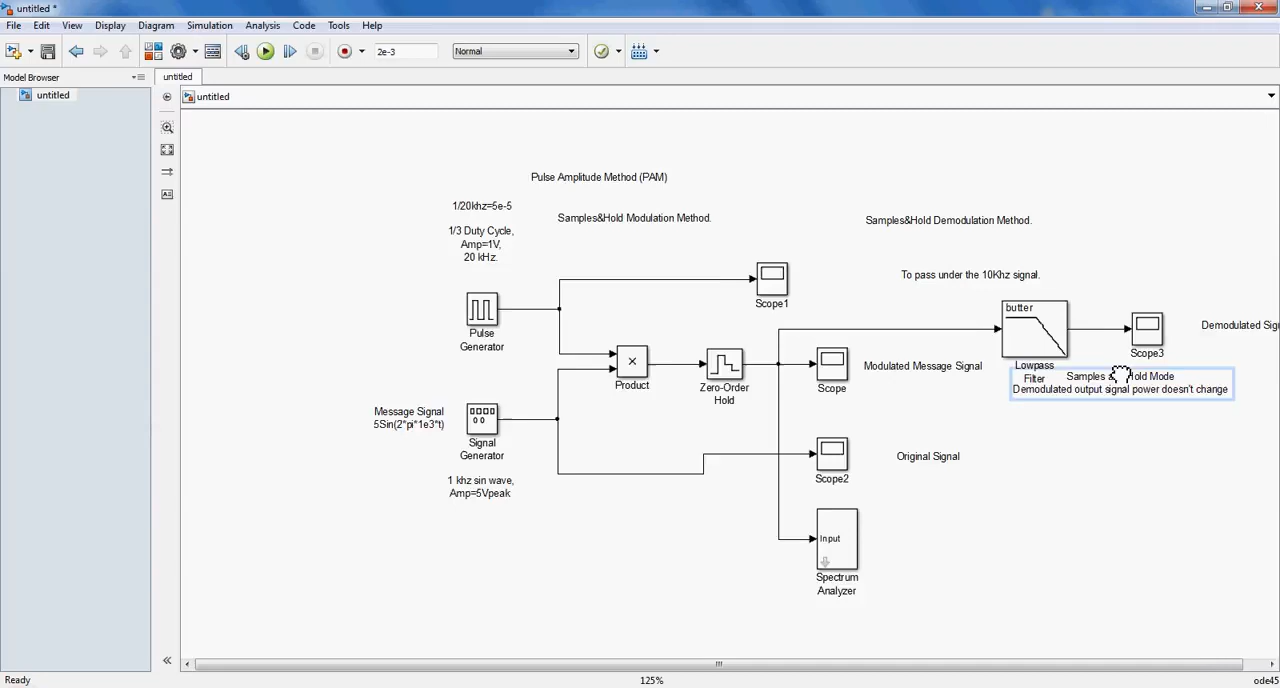 untitled *
File Edit View Display Diagram Simulation Analysis Code Tools Help
2e-3
Normal
Model Browser
untitled
untitled
untitled
Pulse Amplitude Method (PAM)
1/20khz=5e-5
Samples&Hold Modulation Method.
Samples&Hold Demodulation Method.
1/3 Duty Cycle,
Amp=1V,
20 kHz.
To pass under the 10Khz signal.
Scope1
butter
Demodulated Sig
Pulse
Generator
Scope3
Product
Zero-Order
Hold
Scope
Modulated Message Signal
Lowpass
Filter
Samples a Hold Mode
Demodulated output signal power doesn't change
Message Signal
5Sin(2*pi*1e3*t)
Signal
Generator
Original Signal
Scope2
1 khz sin wave,
Amp=5Vpeak
Input
Spectrum
Analyzer
Ready
125%
ode45